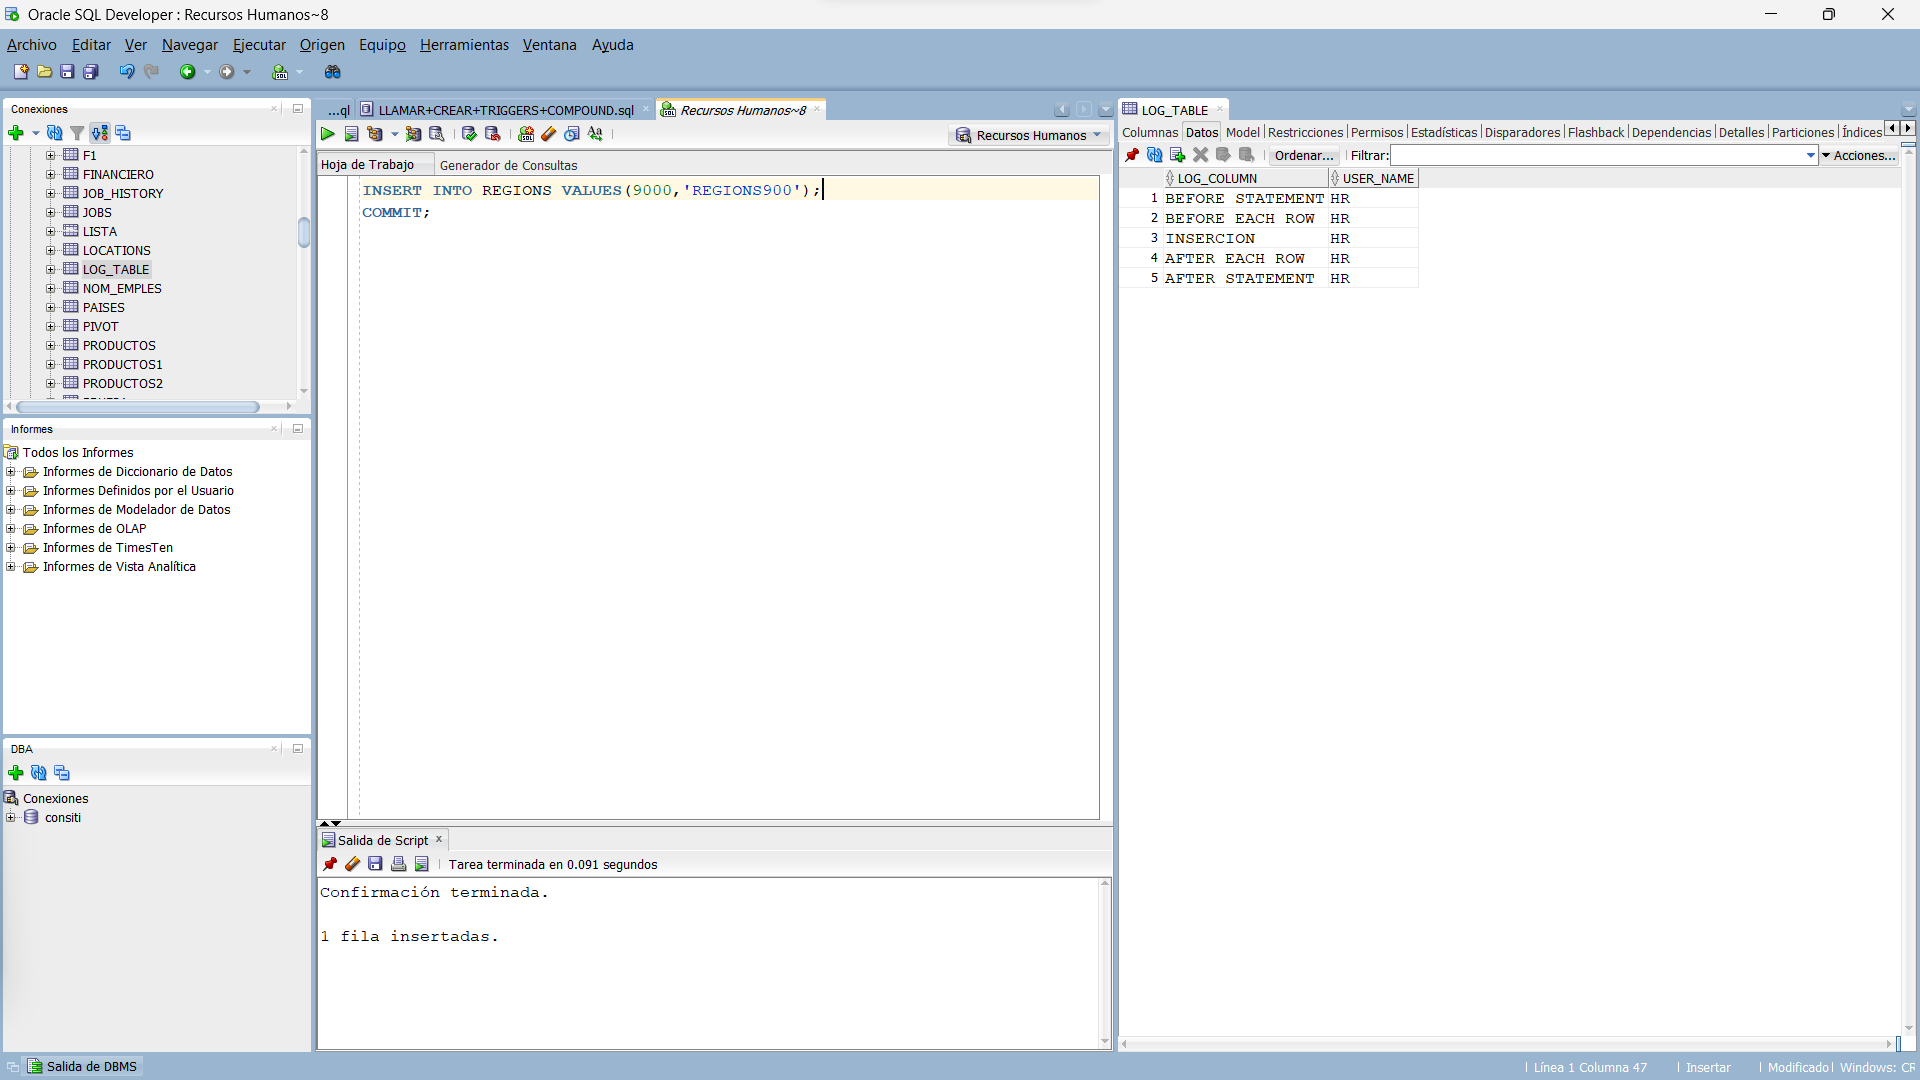 Oracle SQL Developer : Recursos Humanos~8
Archivo Editar Ver Navegar Ejecutar Origen Equipo Herramientas Ventana Ayuda
Conexiones
F1
FINANCIERO
JOB_HISTORY
JOBS
LISTA
LOCATIONS
LOG_TABLE
NOM_EMPLES
PAISES
PIVOT
PRODUCTOS
PRODUCTOS1
PRODUCTOS2
Informes
Todos los Informes
Informes de Diccionario de Datos
Informes Definidos por el Usuario
Informes de Modelador de Datos
Informes de OLAP
Informes de TimesTen
Informes de Vista Analítica
DBA
Conexiones
consiti
...ql LLAMAR+CREAR+TRIGGERS+COMPOUND.sql Recursos Humanos~8
Recursos Humanos
Hoja de Trabajo Generador de Consultas
INSERT INTO REGIONS VALUES(9000,'REGIONS900');
COMMIT;
Salida de Script
Tarea terminada en 0.091 segundos
Confirmación terminada.
1 fila insertadas.
LOG_TABLE
Columnas Datos Model Restricciones Permisos Estadísticas Disparadores Flashback Dependencias Detalles Particiones Índices
Ordenar... Filtrar: Acciones...
LOG_COLUMN USER_NAME
1 BEFORE STATEMENT HR
2 BEFORE EACH ROW HR
3 INSERCION HR
4 AFTER EACH ROW HR
5 AFTER STATEMENT HR
Salida de DBMS
Línea 1 Columna 47 Insertar Modificado Windows: CR